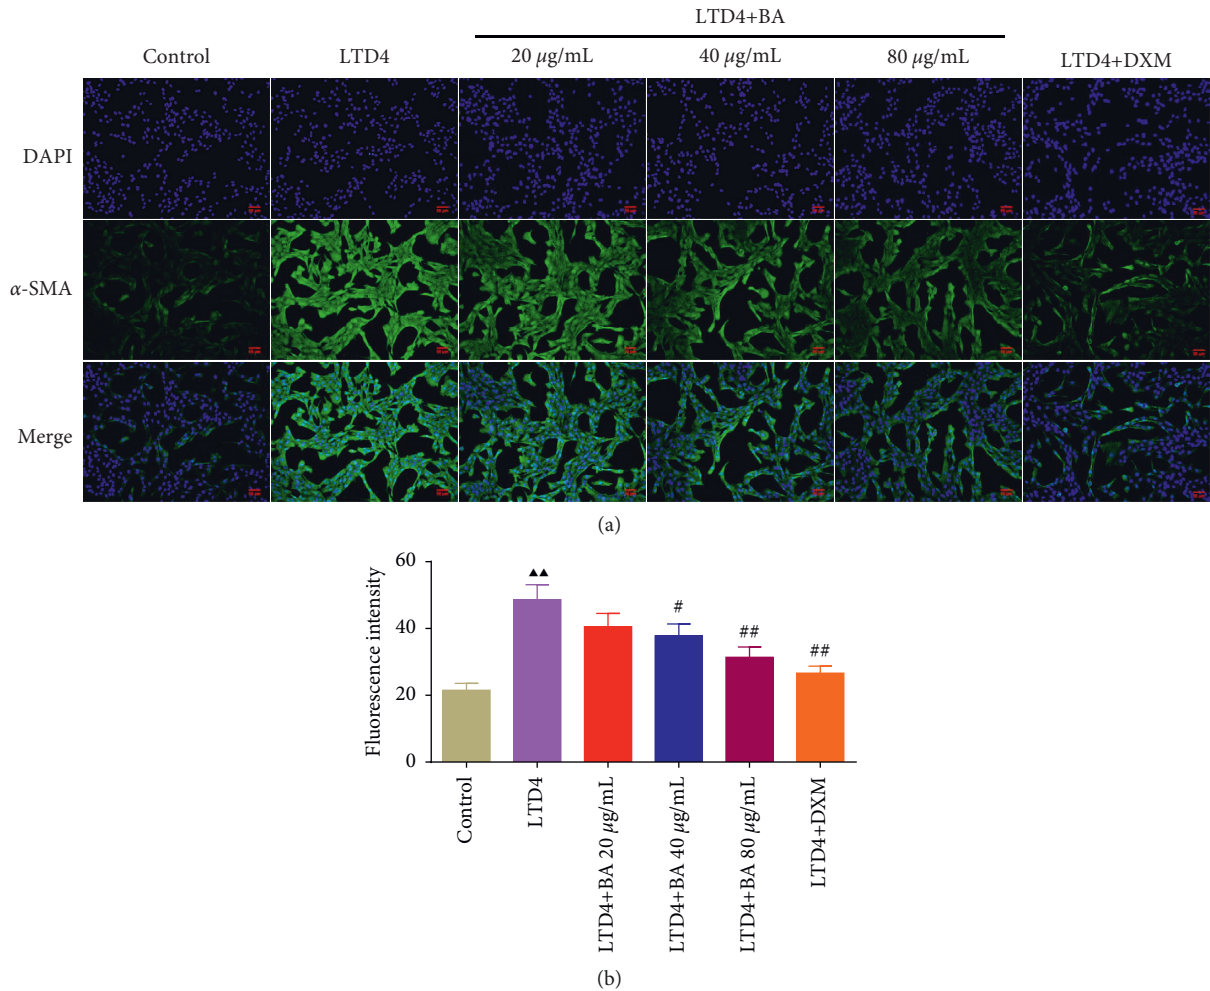 LTD4+BA
Control LTD4 20 μg/mL 40 μg/mL 80 μg/mL LTD4+DXM
DAPI
α-SMA
Merge
(a)
Fluorescence intensity
60
40
20
0
▲▲
#
##
##
Control
LTD4
LTD4+BA 20 μg/mL
LTD4+BA 40 μg/mL
LTD4+BA 80 μg/mL
LTD4+DXM
(b)